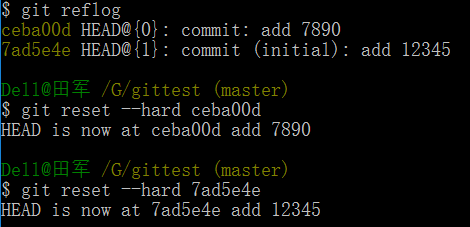 $ git reflog
ceba00d HEAD@{0}: commit: add 7890
7ad5e4e HEAD@{1}: commit (initial): add 12345
Dell@田军 /G/gittest (master)
$ git reset --hard ceba00d
HEAD is now at ceba00d add 7890
Dell@田军 /G/gittest (master)
$ git reset --hard 7ad5e4e
HEAD is now at 7ad5e4e add 12345